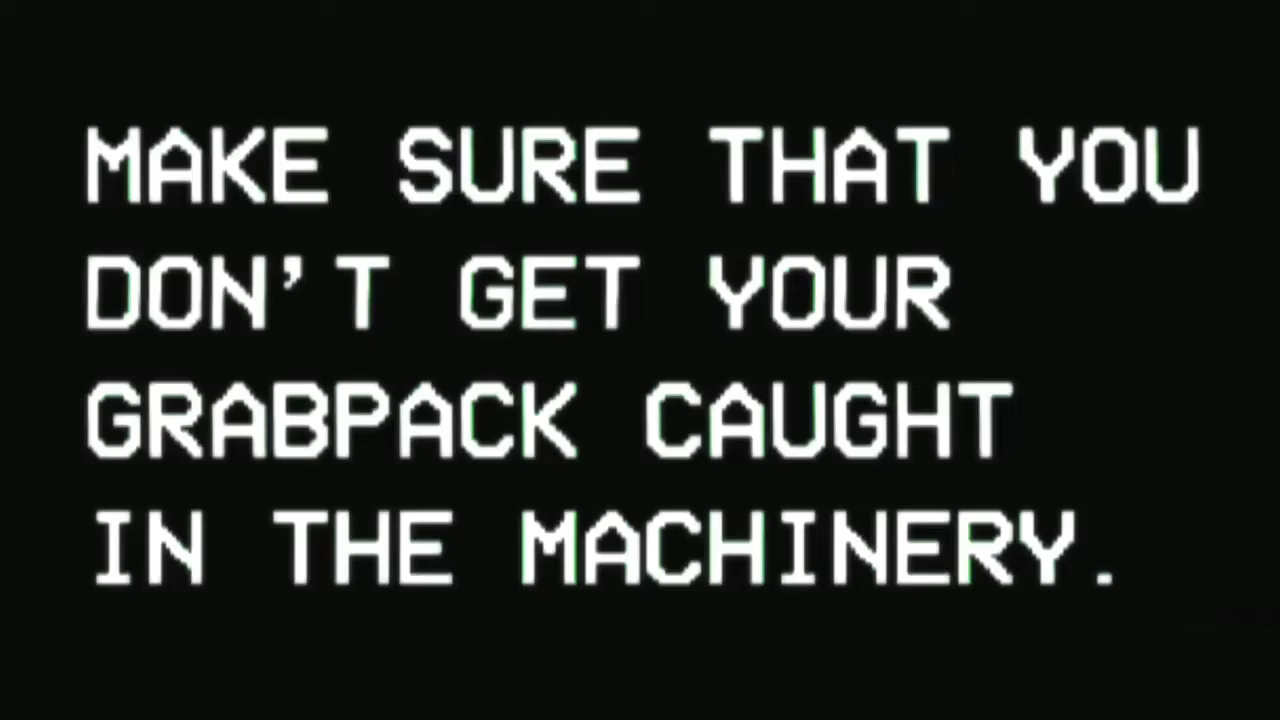 MAKE SURE THAT YOU
DON'T GET YOUR
GRABPACK CAUGHT
IN THE MACHINERY.